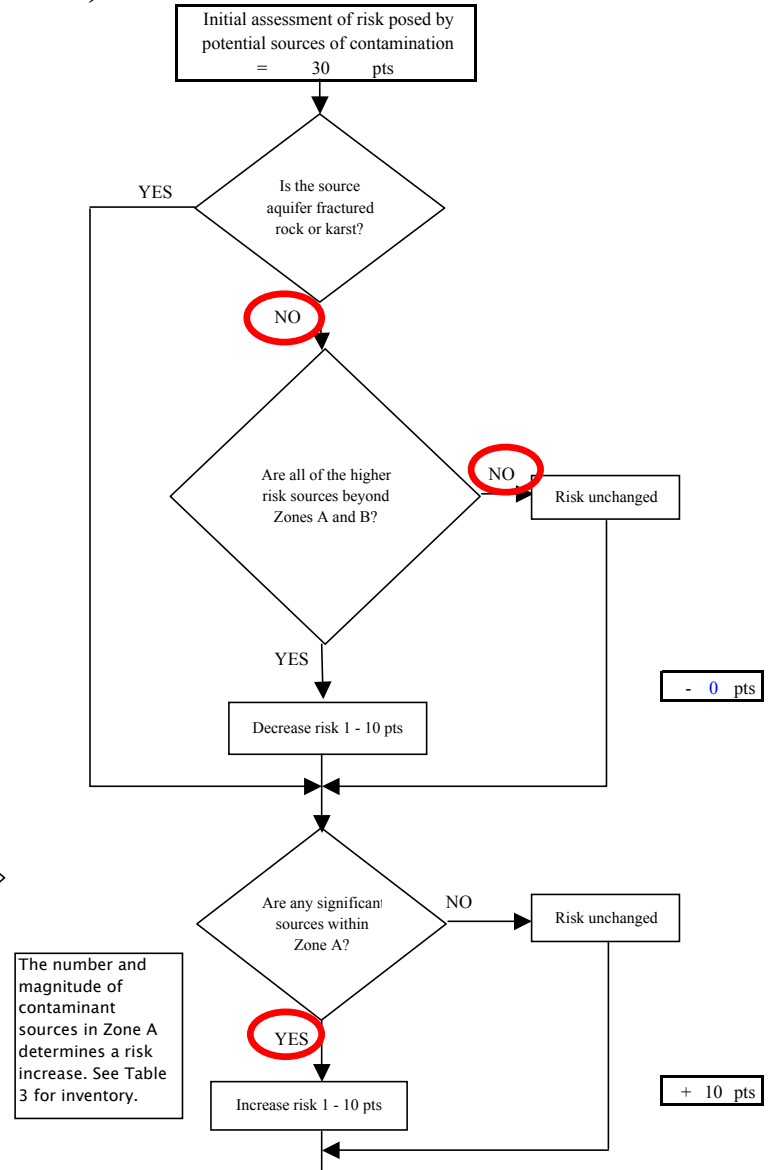 Initial assessment of risk posed by
potential sources of contamination
= 30 pts
Is the source
aquifer fractured
rock or karst?
YES
NO
Are all of the higher
risk sources beyond
Zones A and B?
NO
Risk unchanged
YES
- 0 pts
Decrease risk 1 - 10 pts
Are any significant
sources within
Zone A?
NO
Risk unchanged
The number and
magnitude of
contaminant
sources in Zone A
determines a risk
increase. See Table
3 for inventory.
YES
Increase risk 1 - 10 pts
+ 10 pts